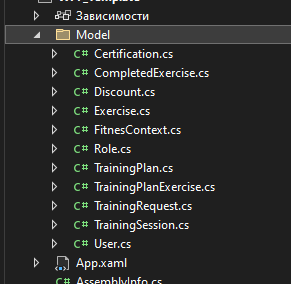 Зависимости
Model
C# Certification.cs
C# CompletedExercise.cs
C# Discount.cs
C# Exercise.cs
C# FitnesContext.cs
C# Role.cs
C# TrainingPlan.cs
C# TrainingPlanExercise.cs
C# TrainingRequest.cs
C# TrainingSession.cs
C# User.cs
App.xaml
C# AssemblyInfo.cs